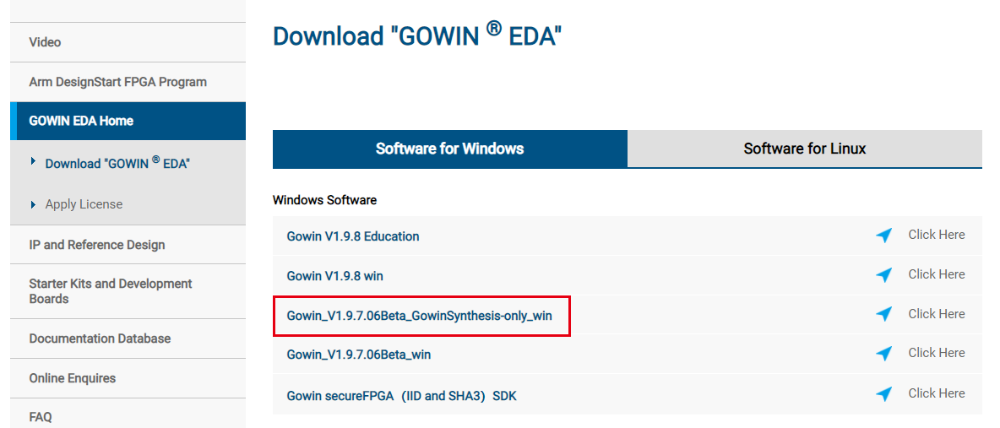 Video
Arm DesignStart FPGA Program
GOWIN EDA Home
Download "GOWIN ® EDA"
Apply License
IP and Reference Design
Starter Kits and Development
Boards
Documentation Database
Online Enquires
FAQ
Download "GOWIN ® EDA"
Software for Windows
Software for Linux
Windows Software
Gowin V1.9.8 Education Click Here
Gowin V1.9.8 win Click Here
Gowin_V1.9.7.06Beta_GowinSynthesis-only_win Click Here
Gowin_V1.9.7.06Beta_win Click Here
Gowin secureFPGA（IID and SHA3）SDK Click Here